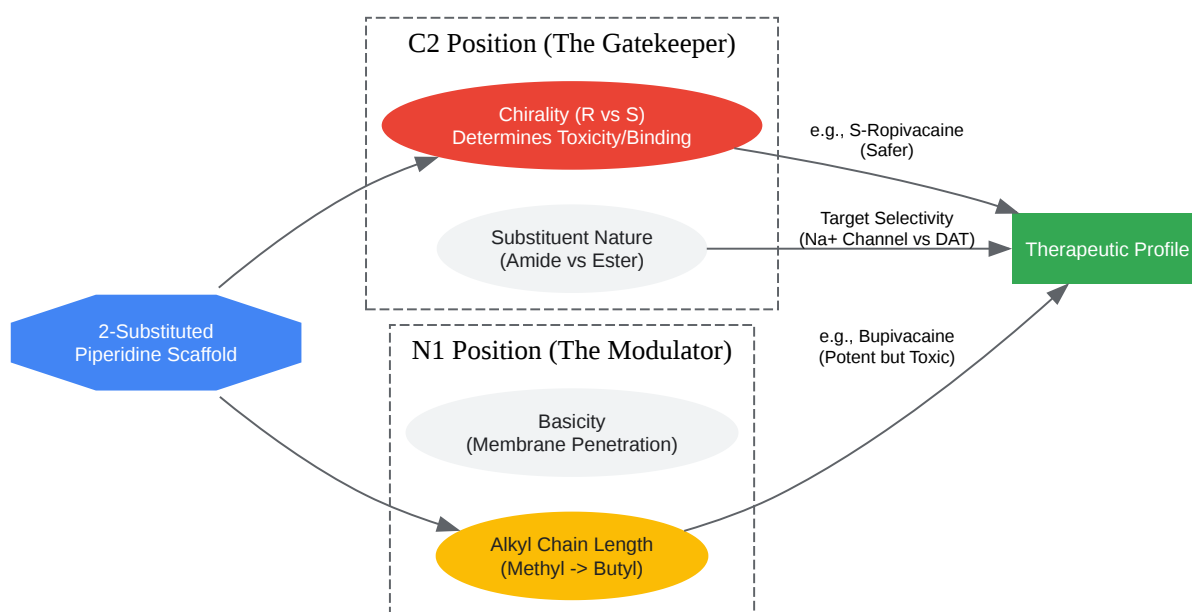 C2 Position (The Gatekeeper)
Chirality (R vs S)
Determines Toxicity/Binding
e.g., S-Ropivacaine
(Safer)
Substituent Nature
(Amide vs Ester)
Target Selectivity
(Na+ Channel vs DAT)
Therapeutic Profile
2-Substituted
Piperidine Scaffold
N1 Position (The Modulator)
e.g., Bupivacaine
(Potent but Toxic)
Basicity
(Membrane Penetration)
Alkyl Chain Length
(Methyl -> Butyl)